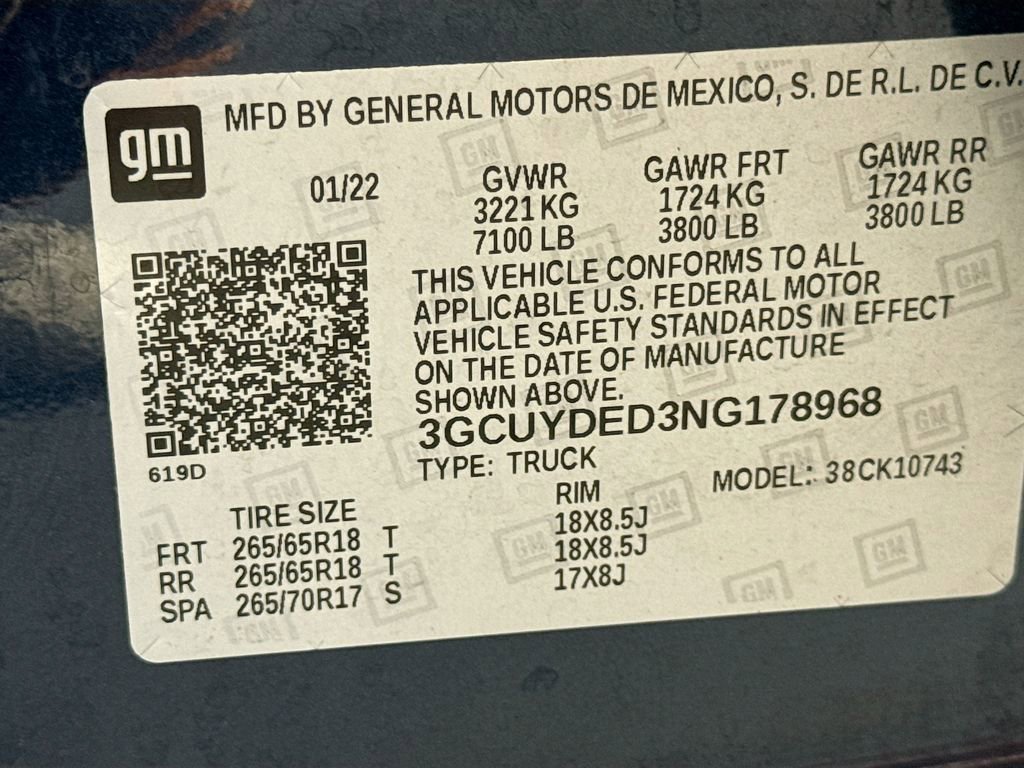 gm MFD BY GENERAL MOTORS DE MEXICO, S. DE R.L. DE C.V.
01/22 GVWR GAWR FRT GAWR RR
3221 KG 1724 KG 1724 KG
7100 LB 3800 LB 3800 LB
THIS VEHICLE CONFORMS TO ALL
APPLICABLE U.S. FEDERAL MOTOR
VEHICLE SAFETY STANDARDS IN EFFECT
ON THE DATE OF MANUFACTURE
SHOWN ABOVE.
3GCUYDED3NG178968
619D TYPE: TRUCK MODEL: 38CK10743
TIRE SIZE RIM
FRT 265/65R18 T 18X8.5J
RR 265/65R18 T 18X8.5J
SPA 265/70R17 S 17X8J